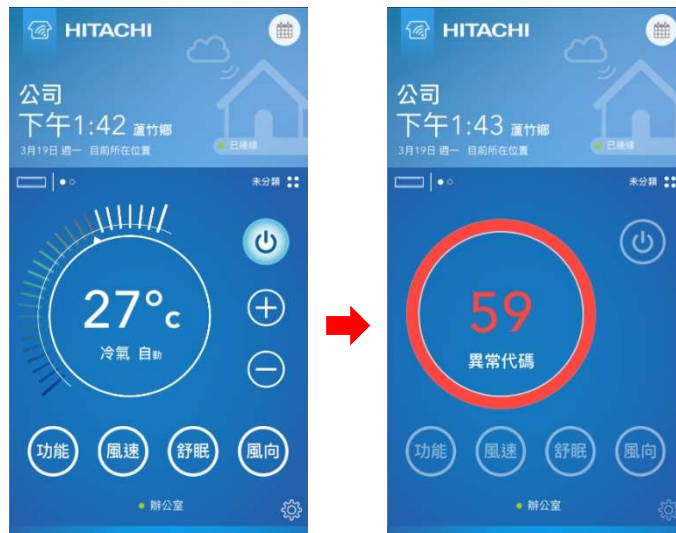 HITACHI
公司
下午1:42 蘆竹鄉
3月19日 週一 目前所在位置
已連線
未分類
27°c
冷氣 自動
功能 風速 舒眠 風向
辦公室
HITACHI
公司
下午1:43 蘆竹鄉
3月19日 週一 目前所在位置
已連線
未分類
59
異常代碼
功能 風速 舒眠 風向
辦公室